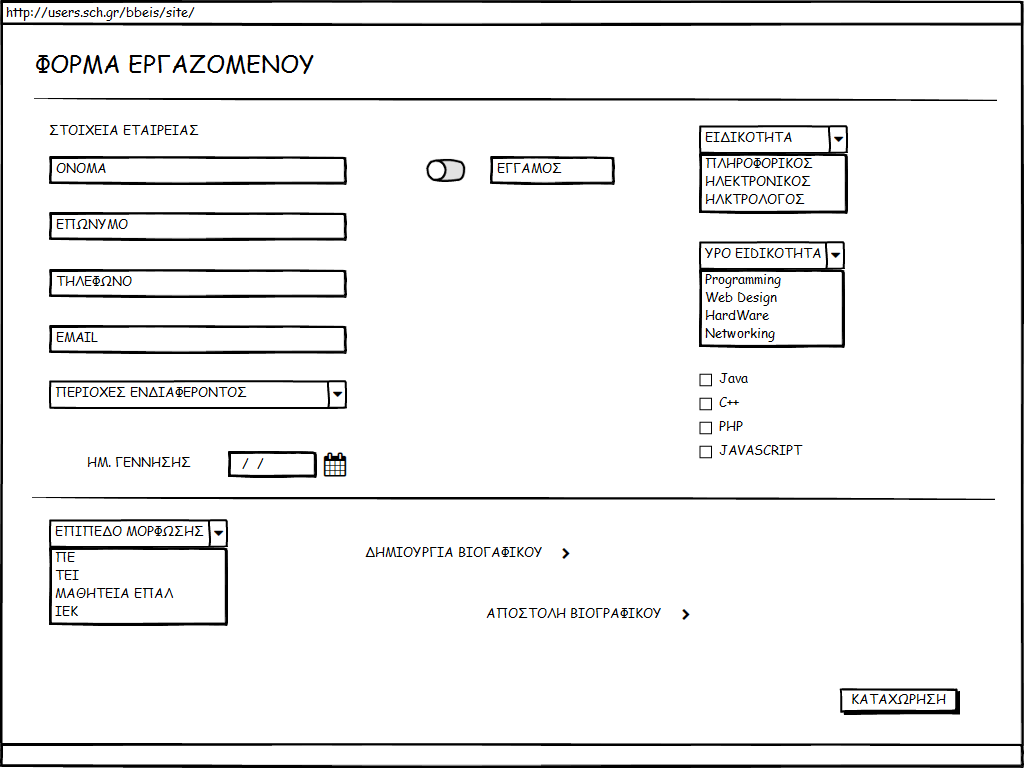 http://users.sch.gr/bbeis/site/
ΦΟΡΜΑ ΕΡΓΑΖΟΜΕΝΟΥ
ΣΤΟΙΧΕΙΑ ΕΤΑΙΡΕΙΑΣ
ΟΝΟΜΑ
ΕΠΩΝΥΜΟ
ΤΗΛΕΦΩΝΟ
EMAIL
ΠΕΡΙΟΧΕΣ ΕΝΔΙΑΦΕΡΟΝΤΟΣ
ΗΜ. ΓΕΝΝΗΣΗΣ
/ /
ΕΓΓΑΜΟΣ
ΕΙΔΙΚΟΤΗΤΑ
ΠΛΗΡΟΦΟΡΙΚΟΣ
ΗΛΕΚΤΡΟΝΙΚΟΣ
ΗΛΚΤΡΟΛΟΓΟΣ
ΥΡΟ ΕΙDΙΚΟΤΗΤΑ
Programming
Web Design
HardWare
Networking
Java
C++
PHP
JAVASCRIPT
ΕΠΙΠΕΔΟ ΜΟΡΦΩΣΗΣ
ΠΕ
ΤΕΙ
ΜΑΘΗΤΕΙΑ ΕΠΑΛ
ΙΕΚ
ΔΗΜΙΟΥΡΓΙΑ ΒΙΟΓΑΦΙΚΟΥ
ΑΠΟΣΤΟΛΗ ΒΙΟΓΡΑΦΙΚΟΥ
ΚΑΤΑΧΩΡΗΣΗ